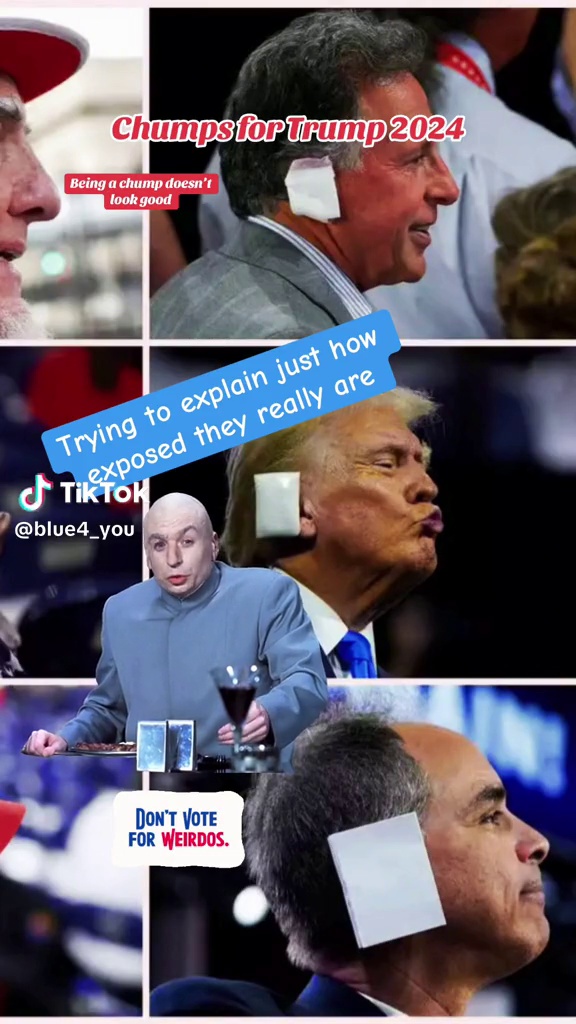 Chumps for Trump 2024
Being a chump doesn't
look good
Trying to explain just how
exposed they really are
TikTok
@blue4_you
DON'T VOTE
FOR WEIRDOS.